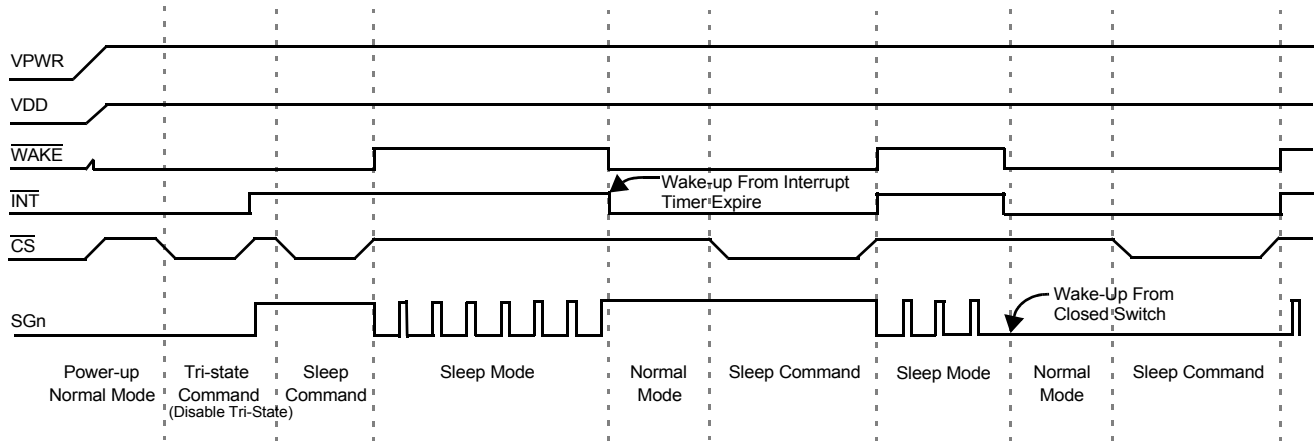 VPWR
VDD
WAKE
INT
Wake-up From Interrupt
Timer Expire
CS
SGn
Wake-Up From
Closed Switch
Power-up
Normal Mode
Tri-state
Command
(Disable Tri-State)
Sleep
Command
Sleep Mode
Normal
Mode
Sleep Command
Sleep Mode
Normal
Mode
Sleep Command